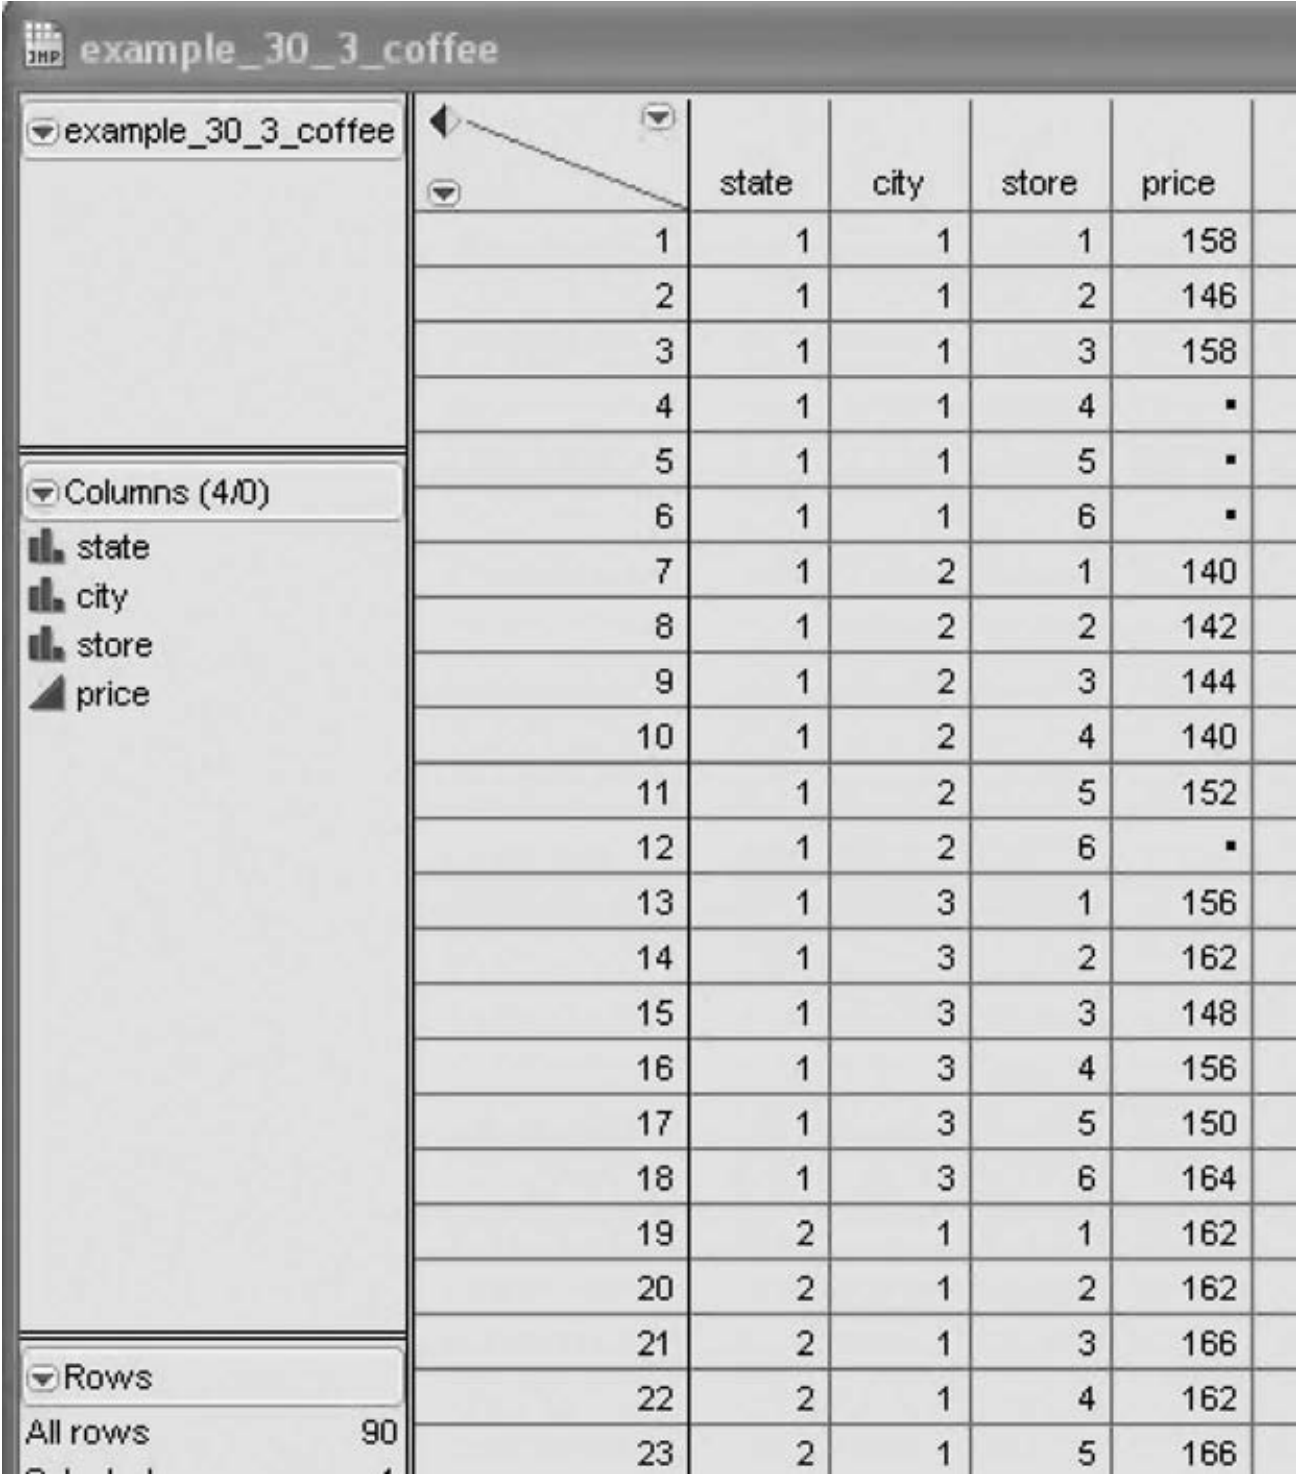 JMP example_30_3_coffee
example_30_3_coffee
Columns (4/0)
state
city
store
price
Rows
All rows 90
state city store price
1 1 1 1 158
2 1 1 2 146
3 1 1 3 158
4 1 1 4 .
5 1 1 5 .
6 1 1 6 .
7 1 2 1 140
8 1 2 2 142
9 1 2 3 144
10 1 2 4 140
11 1 2 5 152
12 1 2 6 .
13 1 3 1 156
14 1 3 2 162
15 1 3 3 148
16 1 3 4 156
17 1 3 5 150
18 1 3 6 164
19 2 1 1 162
20 2 1 2 162
21 2 1 3 166
22 2 1 4 162
23 2 1 5 166